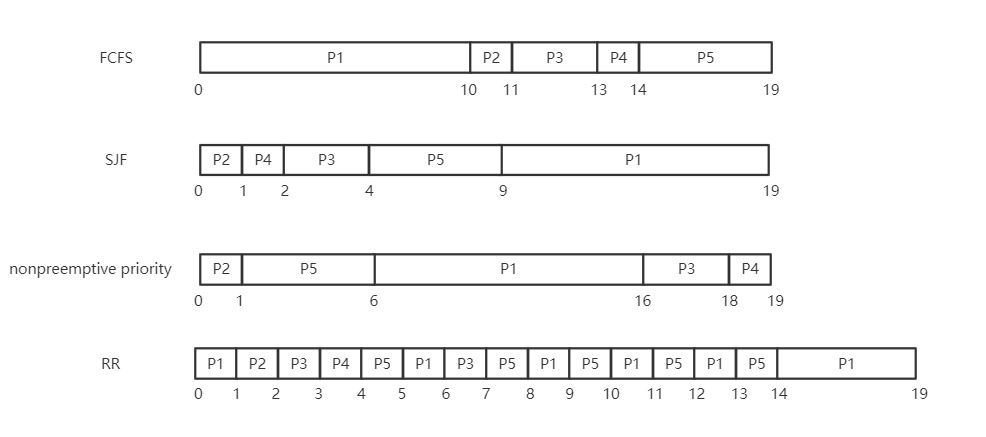 FCFS P1 P2 P3 P4 P5
0 10 11 13 14 19
SJF P2 P4 P3 P5 P1
0 1 2 4 9 19
nonpreemptive priority P2 P5 P1 P3 P4
0 1 6 16 18 19
RR P1 P2 P3 P4 P5 P1 P3 P5 P1 P5 P1 P5 P1 P5 P1
0 1 2 3 4 5 6 7 8 9 10 11 12 13 14 19